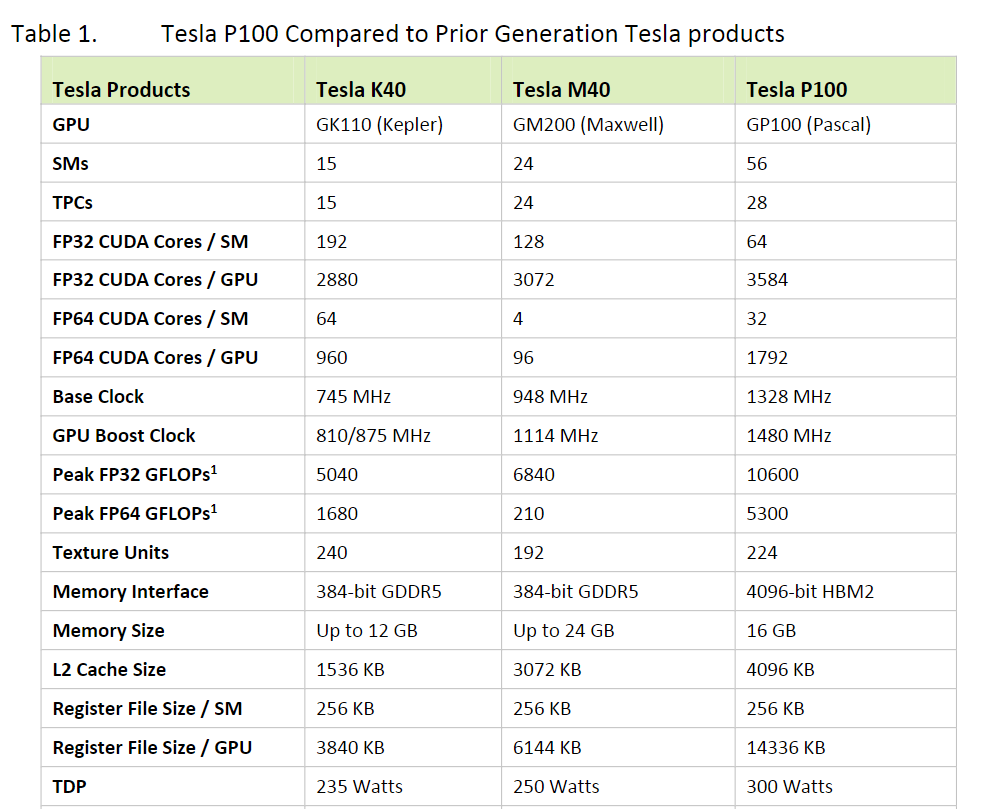 Table 1. Tesla P100 Compared to Prior Generation Tesla products
Tesla Products Tesla K40 Tesla M40 Tesla P100
GPU GK110 (Kepler) GM200 (Maxwell) GP100 (Pascal)
SMs 15 24 56
TPCs 15 24 28
FP32 CUDA Cores / SM 192 128 64
FP32 CUDA Cores / GPU 2880 3072 3584
FP64 CUDA Cores / SM 64 4 32
FP64 CUDA Cores / GPU 960 96 1792
Base Clock 745 MHz 948 MHz 1328 MHz
GPU Boost Clock 810/875 MHz 1114 MHz 1480 MHz
Peak FP32 GFLOPs¹ 5040 6840 10600
Peak FP64 GFLOPs¹ 1680 210 5300
Texture Units 240 192 224
Memory Interface 384-bit GDDR5 384-bit GDDR5 4096-bit HBM2
Memory Size Up to 12 GB Up to 24 GB 16 GB
L2 Cache Size 1536 KB 3072 KB 4096 KB
Register File Size / SM 256 KB 256 KB 256 KB
Register File Size / GPU 3840 KB 6144 KB 14336 KB
TDP 235 Watts 250 Watts 300 Watts